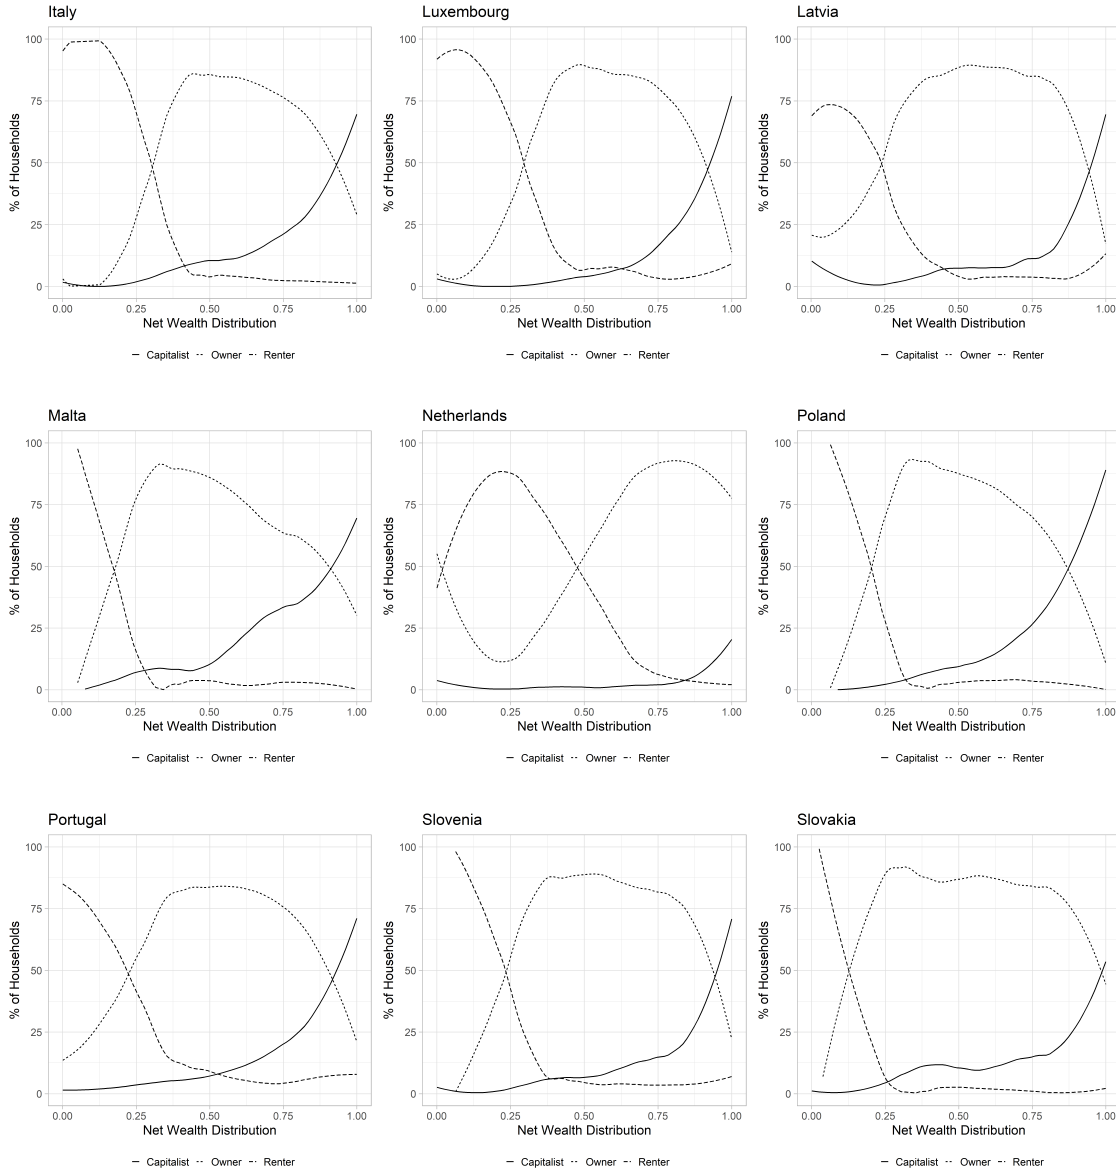 Italy
Luxembourg
Latvia
100
75
50
25
0
% of Households
0.00 0.25 0.50 0.75 1.00
Net Wealth Distribution
Capitalist Owner Renter
100
75
50
25
0
% of Households
0.00 0.25 0.50 0.75 1.00
Net Wealth Distribution
Capitalist Owner Renter
100
75
50
25
0
% of Households
0.00 0.25 0.50 0.75 1.00
Net Wealth Distribution
Capitalist Owner Renter
Malta
Netherlands
Poland
100
75
50
25
0
% of Households
0.00 0.25 0.50 0.75 1.00
Net Wealth Distribution
Capitalist Owner Renter
100
75
50
25
0
% of Households
0.00 0.25 0.50 0.75 1.00
Net Wealth Distribution
Capitalist Owner Renter
100
75
50
25
0
% of Households
0.00 0.25 0.50 0.75 1.00
Net Wealth Distribution
Capitalist Owner Renter
Portugal
Slovenia
Slovakia
100
75
50
25
0
% of Households
0.00 0.25 0.50 0.75 1.00
Net Wealth Distribution
Capitalist Owner Renter
100
75
50
25
0
% of Households
0.00 0.25 0.50 0.75 1.00
Net Wealth Distribution
Capitalist Owner Renter
100
75
50
25
0
% of Households
0.00 0.25 0.50 0.75 1.00
Net Wealth Distribution
Capitalist Owner Renter